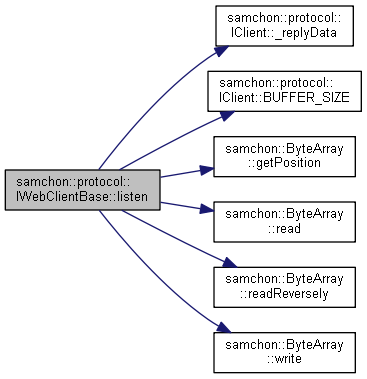 samchon::protocol::
IWebClientBase::listen
samchon::protocol::
IClient::_replyData
samchon::protocol::
IClient::BUFFER_SIZE
samchon::ByteArray
::getPosition
samchon::ByteArray
::read
samchon::ByteArray
::readReversely
samchon::ByteArray
::write